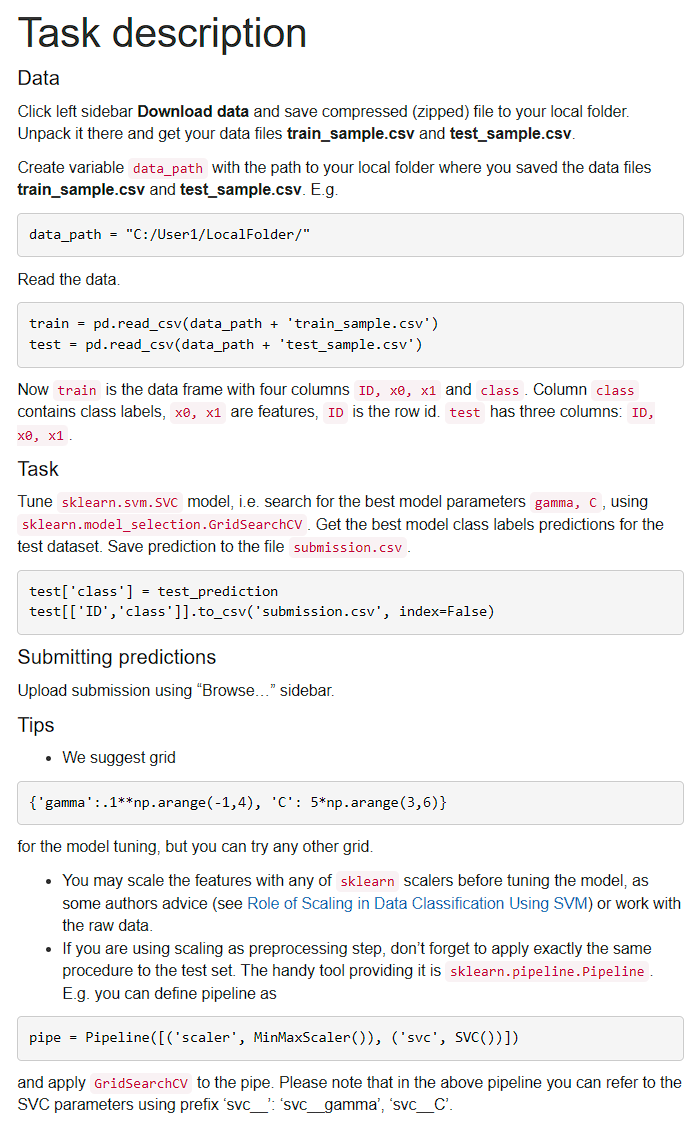 Task description
Data
Click left sidebar Download data and save compressed (zipped) file to your local folder.
Unpack it there and get your data files train_sample.csv and test_sample.csv.
Create variable data_path with the path to your local folder where you saved the data files
train_sample.csv and test_sample.csv. E.g.
data_path = "C:/User1/LocalFolder/"
Read the data.
train = pd.read_csv(data_path + 'train_sample.csv')
test = pd.read_csv(data_path + 'test_sample.csv')
Now train is the data frame with four columns ID, x0, x1 and class. Column class
contains class labels, x0, x1 are features, ID is the row id. test has three columns: ID,
x0, x1.
Task
Tune sklearn.svm.SVC model, i.e. search for the best model parameters gamma, C, using
sklearn.model_selection.GridSearchCV. Get the best model class labels predictions for the
test dataset. Save prediction to the file submission.csv.
test['class'] = test_prediction
test[['ID','class']].to_csv('submission.csv', index=False)
Submitting predictions
Upload submission using “Browse…” sidebar.
Tips
• We suggest grid
{'gamma':.1**np.arange(-1,4), 'C': 5*np.arange(3,6)}
for the model tuning, but you can try any other grid.
• You may scale the features with any of sklearn scalers before tuning the model, as
some authors advice (see Role of Scaling in Data Classification Using SVM) or work with
the raw data.
• If you are using scaling as preprocessing step, don’t forget to apply exactly the same
procedure to the test set. The handy tool providing it is sklearn.pipeline.Pipeline.
E.g. you can define pipeline as
pipe = Pipeline([('scaler', MinMaxScaler()), ('svc', SVC())])
and apply GridSearchCV to the pipe. Please note that in the above pipeline you can refer to the
SVC parameters using prefix ‘svc__’: ‘svc__gamma’, ‘svc__C’.